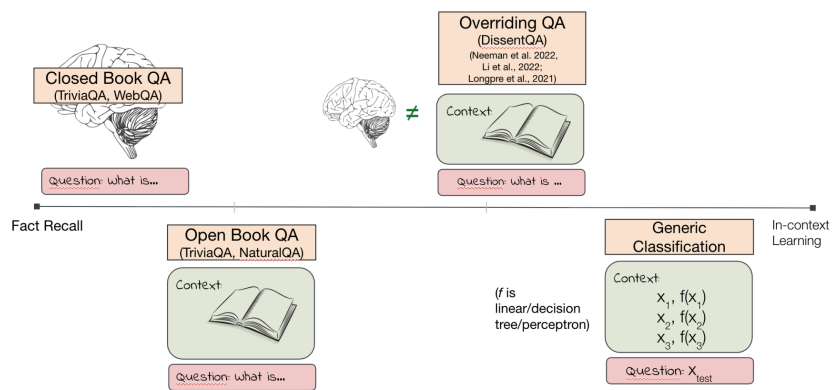 Closed Book QA
(TriviaQA, WebQA)
Question: What is...
Overriding QA
(DissentQA)
(Neeman et al. 2022,
Li et al., 2022;
Longpre et al., 2021)
≠
Context:
Question: What is ...
Fact Recall
In-context
Learning
Open Book QA
(TriviaQA, NaturalQA)
Context:
Question: What is...
(f is
linear/decision
tree/perceptron)
Generic
Classification
Context:
x₁, f(x₁)
x₂, f(x₂)
x₃, f(x₃)
Question: x_test